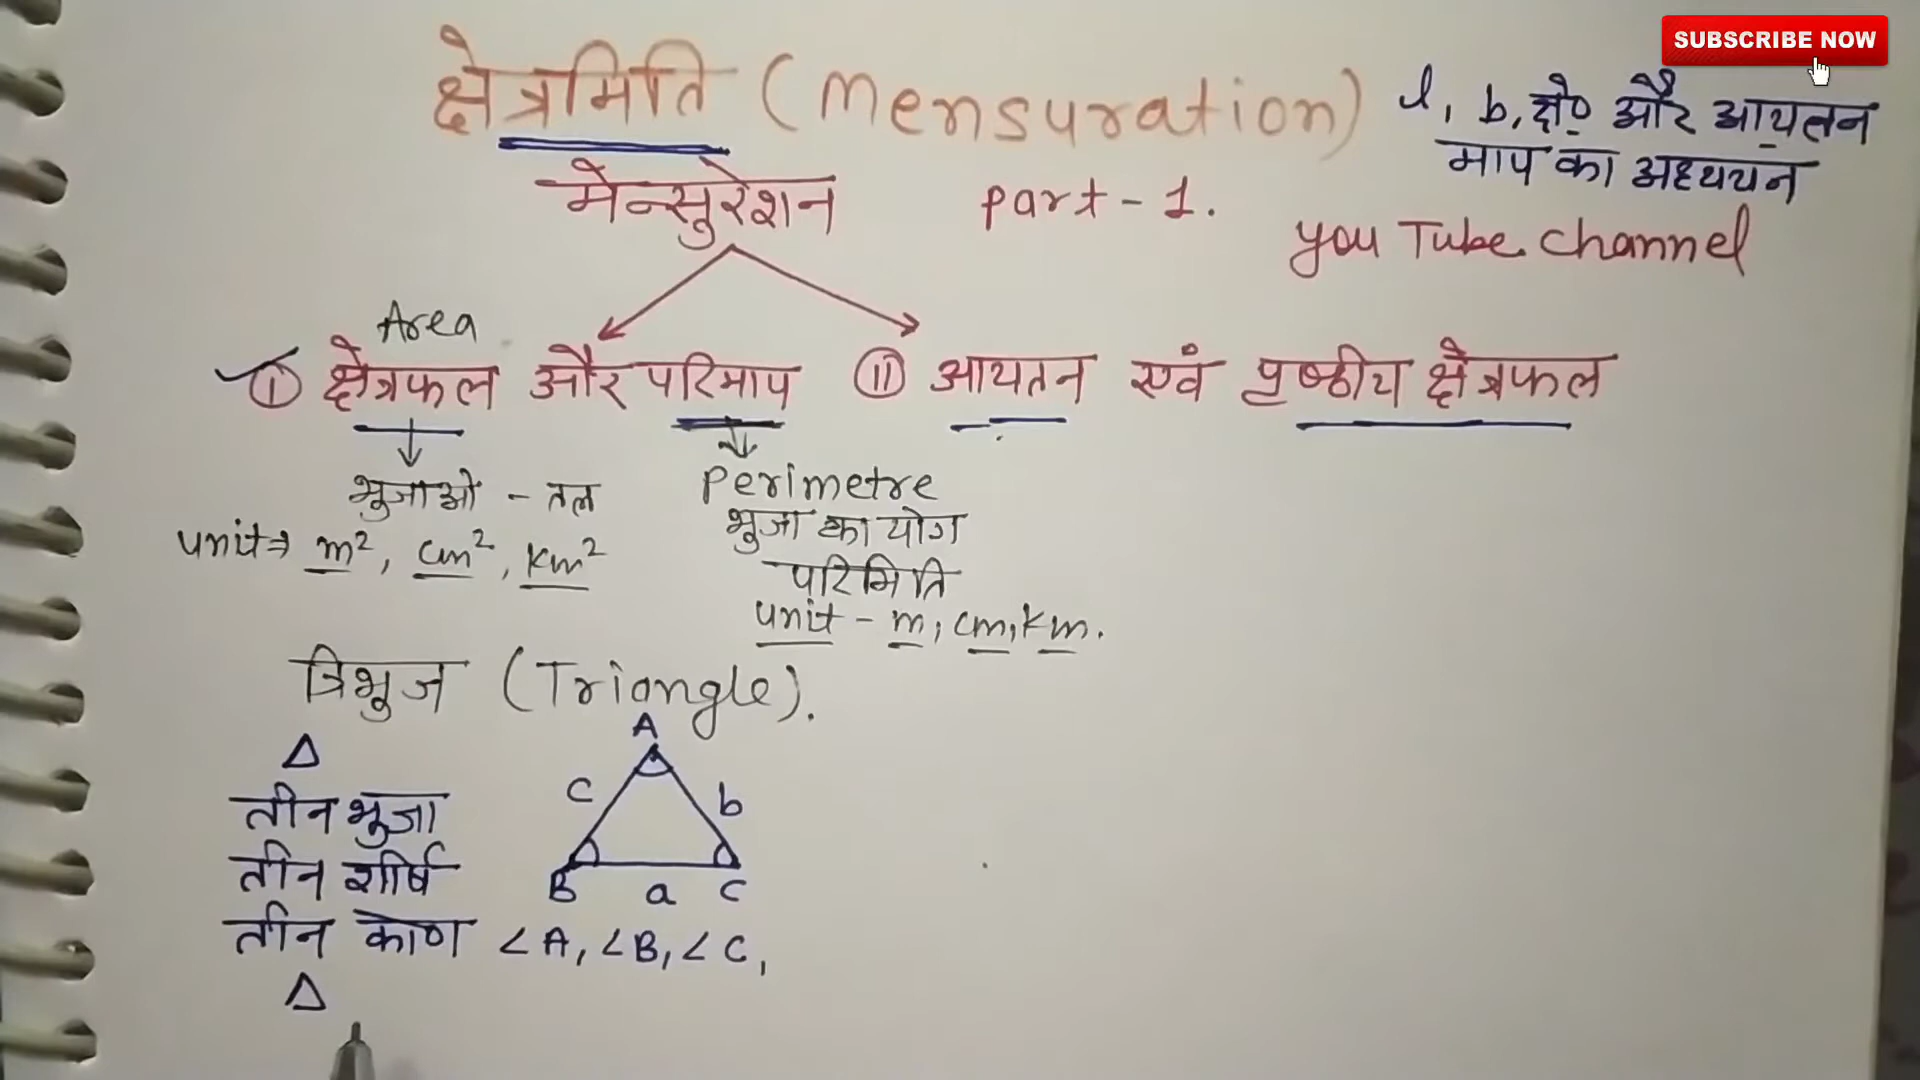 SUBSCRIBE NOW
क्षेत्रमिति (Mensuration)
l, b, क्षे० और आयतन
माप का अध्ययन
मेन्सुरेशन part - 1.
you Tube channel
Area
(i) क्षेत्रफल और परिमाप (ii) आयतन एवं पृष्ठीय क्षेत्रफल
भुजाओ - तल
unit ⇒ m², cm², km²
Perimetre
भुजा का योग
परिमिति
unit - m, cm, km.
त्रिभुज (Triangle).
Δ
तीन भुजा
तीन शीर्ष
तीन कोण ∠A, ∠B, ∠C,
Δ
A
c b
B a C